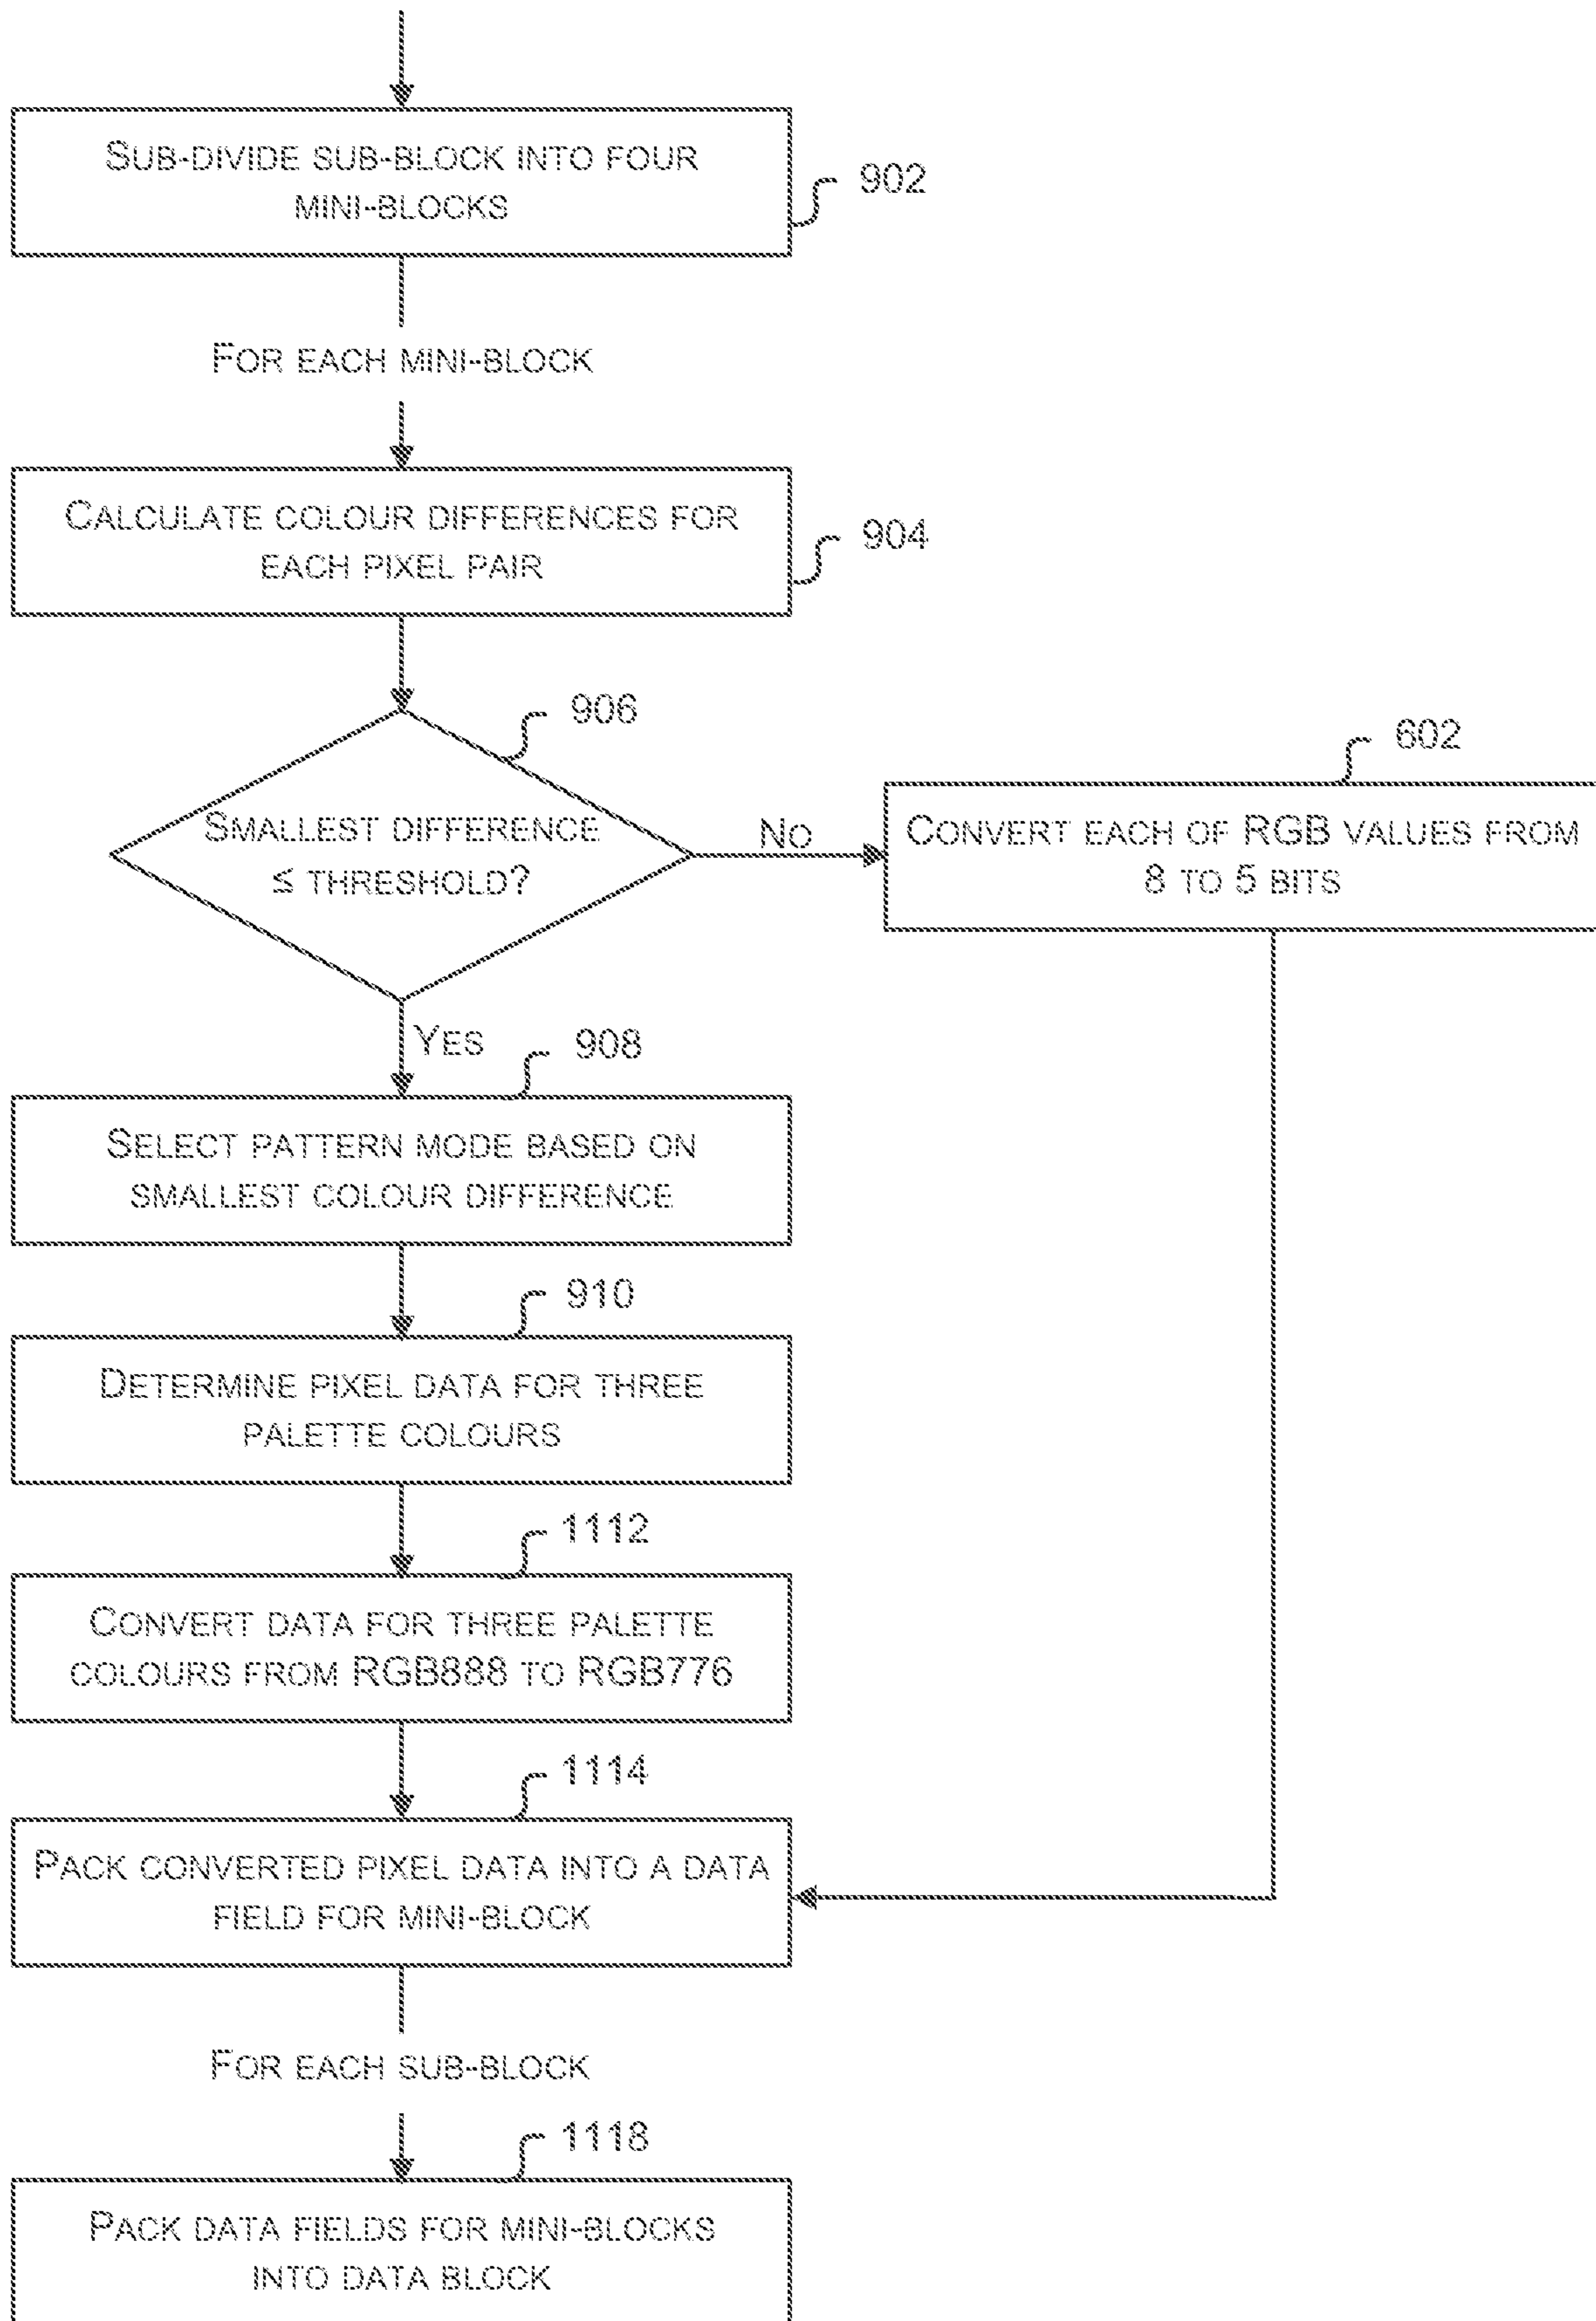 SUB-DIVIDE SUB-BLOCK INTO FOUR
MINI-BLOCKS
902
FOR EACH MINI-BLOCK
CALCULATE COLOUR DIFFERENCES FOR
EACH PIXEL PAIR
904
906
SMALLEST DIFFERENCE
≤ THRESHOLD?
NO
602
CONVERT EACH OF RGB VALUES FROM
8 TO 5 BITS
YES
908
SELECT PATTERN MODE BASED ON
SMALLEST COLOUR DIFFERENCE
910
DETERMINE PIXEL DATA FOR THREE
PALETTE COLOURS
1112
CONVERT DATA FOR THREE PALETTE
COLOURS FROM RGB888 TO RGB776
1114
PACK CONVERTED PIXEL DATA INTO A DATA
FIELD FOR MINI-BLOCK
FOR EACH SUB-BLOCK
1118
PACK DATA FIELDS FOR MINI-BLOCKS
INTO DATA BLOCK